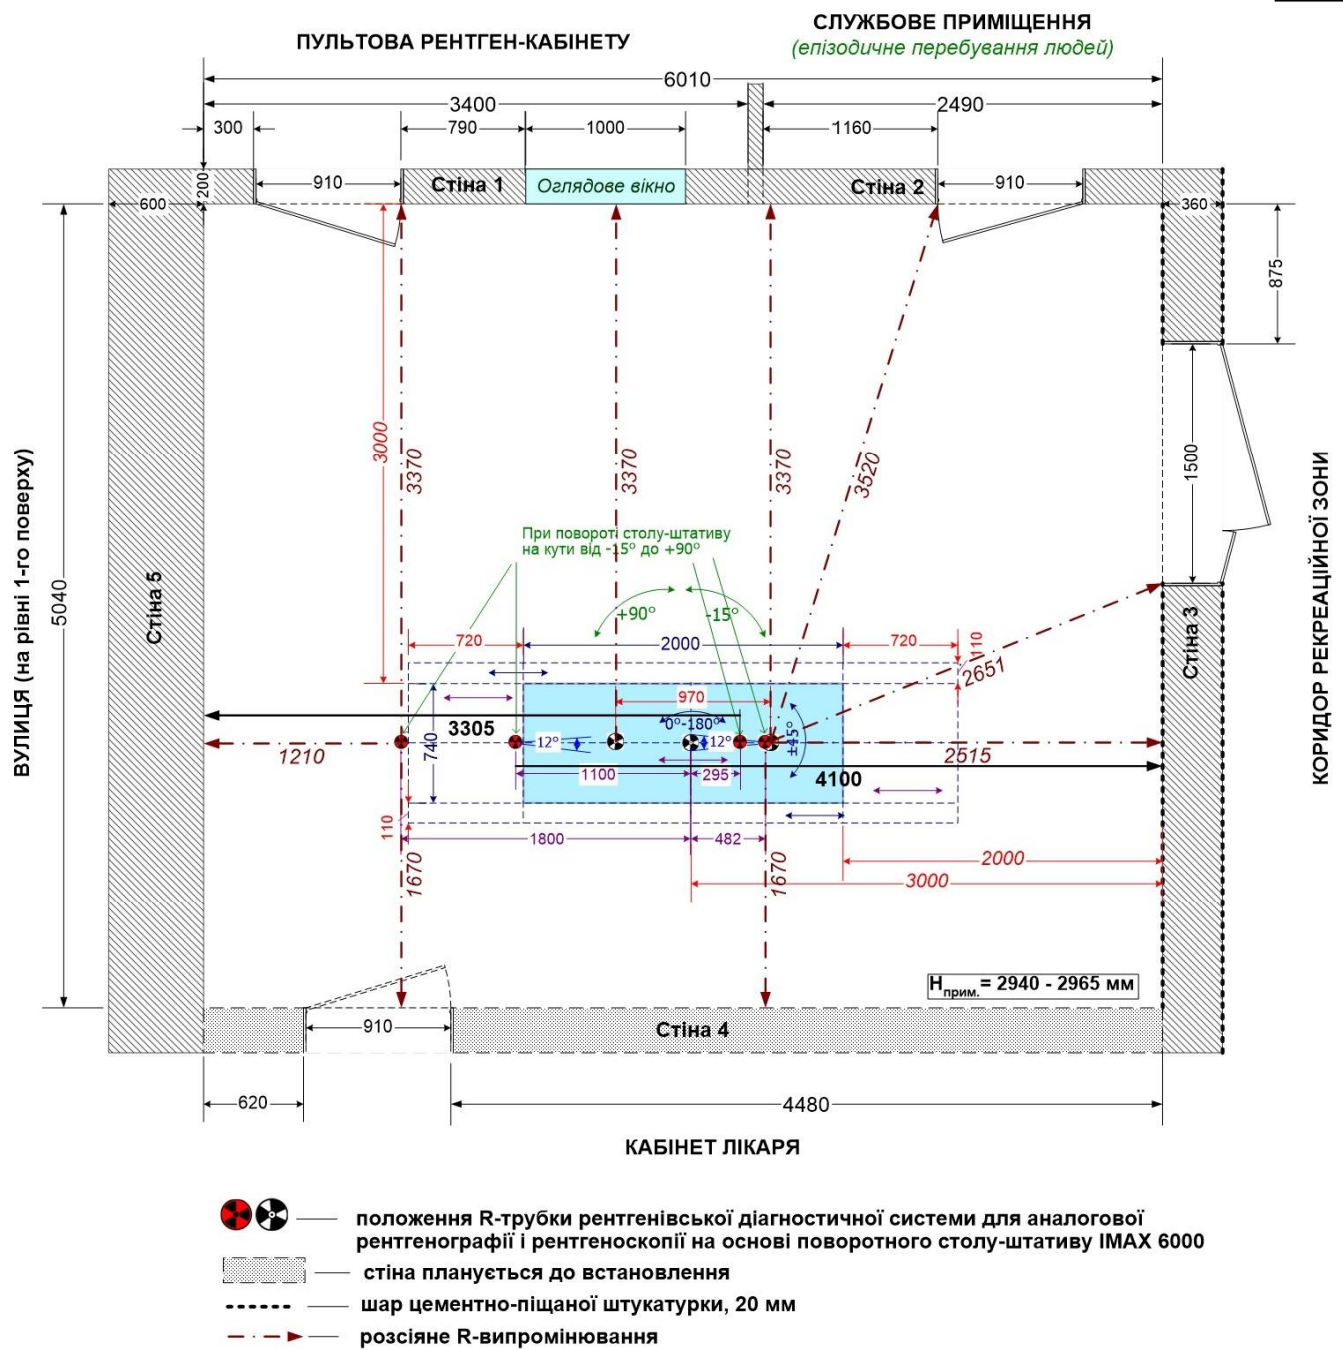 ПУЛЬТОВА РЕНТГЕН-КАБІНЕТУ
СЛУЖБОВЕ ПРИМІЩЕННЯ
(епізодичне перебування людей)
6010
3400
2490
300
790
1000
1160
200
910
Стіна 1
Оглядове вікно
Стіна 2
910
600
360
875
3000
3370
3370
3370
3520
1500
ВУЛИЦЯ (на рівні 1-го поверху)
5040
Стіна 5
КОРИДОР РЕКРЕАЦІЙНОЇ ЗОНИ
Стіна 3
При повороті столу-штативу
на кути від -15° до +90°
+90°
-15°
720
2000
720
110
2651
970
0°-180°
3305
12°
12°
±45°
1210
740
2515
1100
295
4100
110
1800
482
2000
1670
1670
3000
Нприм.= 2940 - 2965 мм
910
Стіна 4
620
4480
КАБІНЕТ ЛІКАРЯ
положення R-трубки рентгенівської діагностичної системи для аналогової
рентгенографії і рентгеноскопії на основі поворотного столу-штативу IMAX 6000
стіна планується до встановлення
шар цементно-піщаної штукатурки, 20 мм
розсіяне R-випромінювання